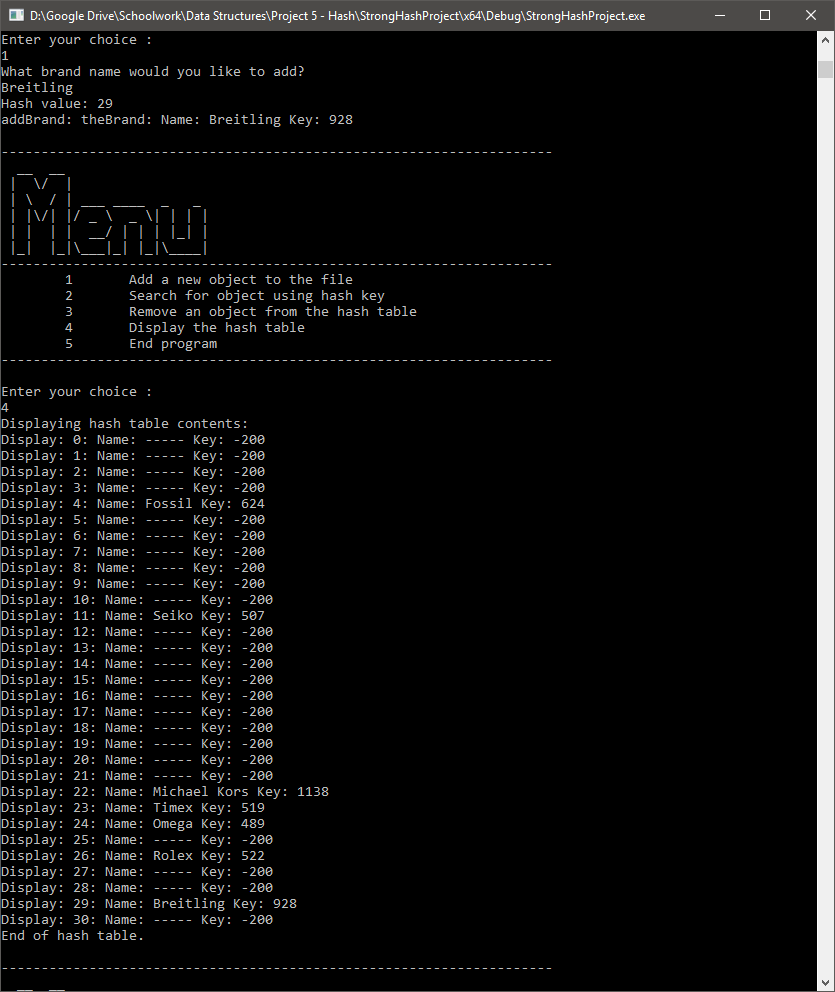 D:\Google Drive\Schoolwork\Data Structures\Project 5 - Hash\StrongHashProject\x64\Debug\StrongHashProject.exe
Enter your choice :
1
What brand name would you like to add?
Breitling
Hash value: 29
addBrand: theBrand: Name: Breitling Key: 928
---------------------------------------------------------------------
Menu
---------------------------------------------------------------------
1 Add a new object to the file
2 Search for object using hash key
3 Remove an object from the hash table
4 Display the hash table
5 End program
---------------------------------------------------------------------
Enter your choice :
4
Displaying hash table contents:
Display: 0: Name: ----- Key: -200
Display: 1: Name: ----- Key: -200
Display: 2: Name: ----- Key: -200
Display: 3: Name: ----- Key: -200
Display: 4: Name: Fossil Key: 624
Display: 5: Name: ----- Key: -200
Display: 6: Name: ----- Key: -200
Display: 7: Name: ----- Key: -200
Display: 8: Name: ----- Key: -200
Display: 9: Name: ----- Key: -200
Display: 10: Name: ----- Key: -200
Display: 11: Name: Seiko Key: 507
Display: 12: Name: ----- Key: -200
Display: 13: Name: ----- Key: -200
Display: 14: Name: ----- Key: -200
Display: 15: Name: ----- Key: -200
Display: 16: Name: ----- Key: -200
Display: 17: Name: ----- Key: -200
Display: 18: Name: ----- Key: -200
Display: 19: Name: ----- Key: -200
Display: 20: Name: ----- Key: -200
Display: 21: Name: ----- Key: -200
Display: 22: Name: Michael Kors Key: 1138
Display: 23: Name: Timex Key: 519
Display: 24: Name: Omega Key: 489
Display: 25: Name: ----- Key: -200
Display: 26: Name: Rolex Key: 522
Display: 27: Name: ----- Key: -200
Display: 28: Name: ----- Key: -200
Display: 29: Name: Breitling Key: 928
Display: 30: Name: ----- Key: -200
End of hash table.
---------------------------------------------------------------------